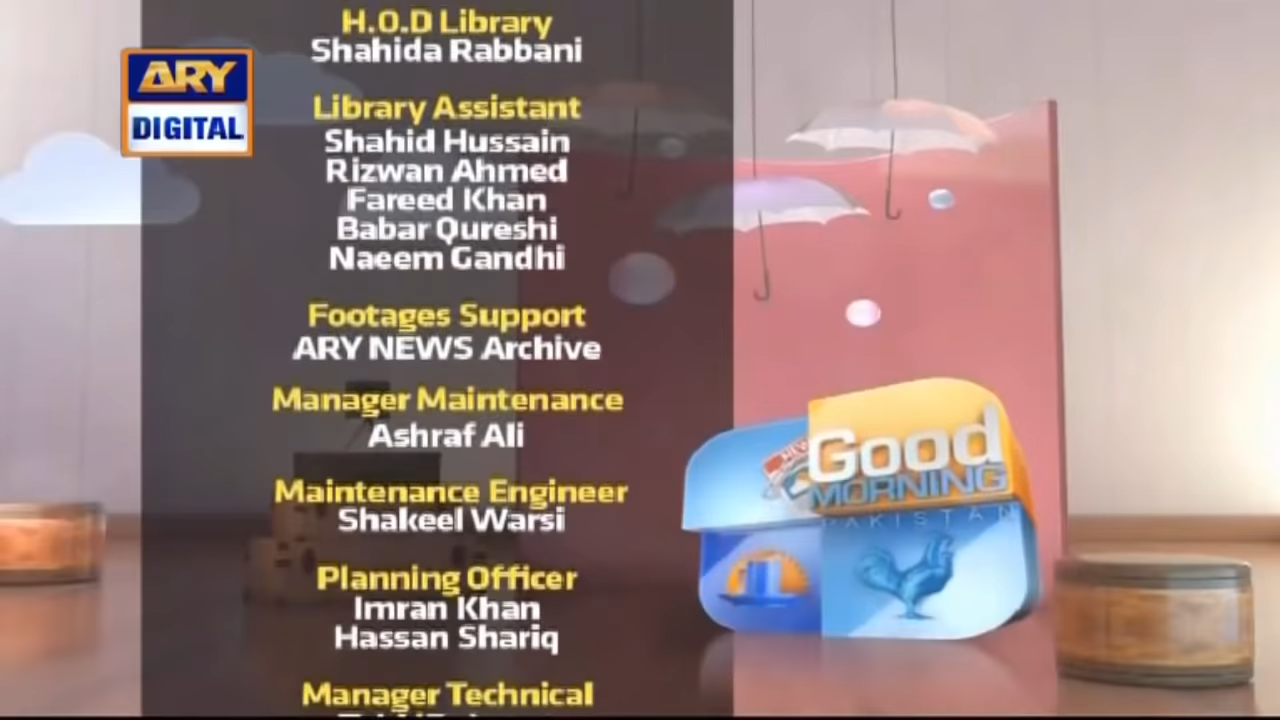 H.O.D Library
Shahida Rabbani
ARY
DIGITAL
Library Assistant
Shahid Hussain
Rizwan Ahmed
Fareed Khan
Babar Qureshi
Naeem Gandhi
Footages Support
ARY NEWS Archive
Manager Maintenance
Ashraf Ali
Maintenance Engineer
Shakeel Warsi
Planning Officer
Imran Khan
Hassan Shariq
Manager Technical
NEW
Good
MORNING
PAKISTAN